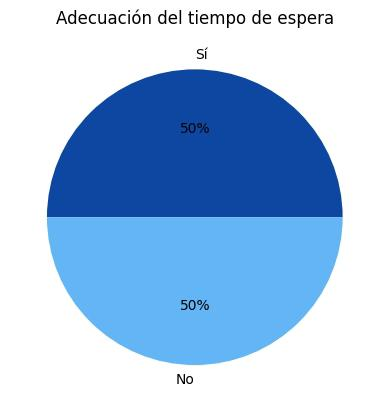 Adecuación del tiempo de espera
Sí
50%
50%
No